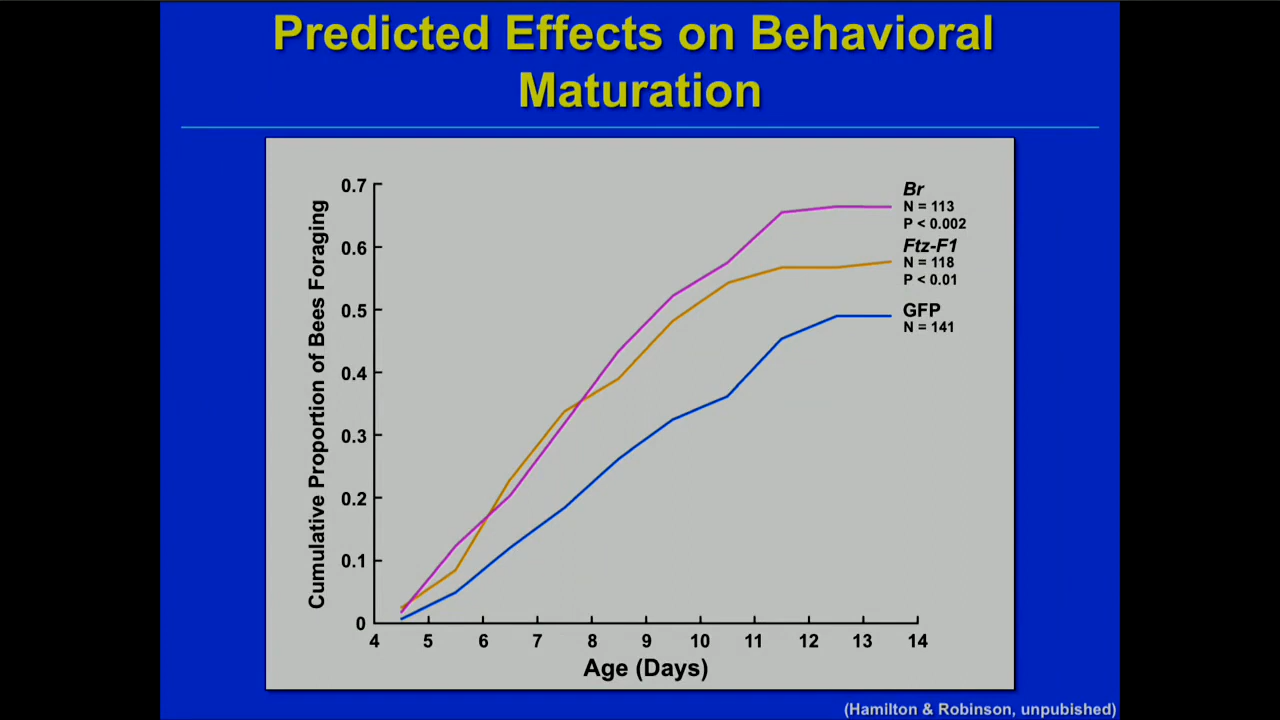 Predicted Effects on Behavioral
Maturation
Cumulative Proportion of Bees Foraging
0.7
0.6
0.5
0.4
0.3
0.2
0.1
0
4 5 6 7 8 9 10 11 12 13 14
Age (Days)
Br
N = 113
P < 0.002
Ftz-F1
N = 118
P < 0.01
GFP
N = 141
(Hamilton & Robinson, unpubished)